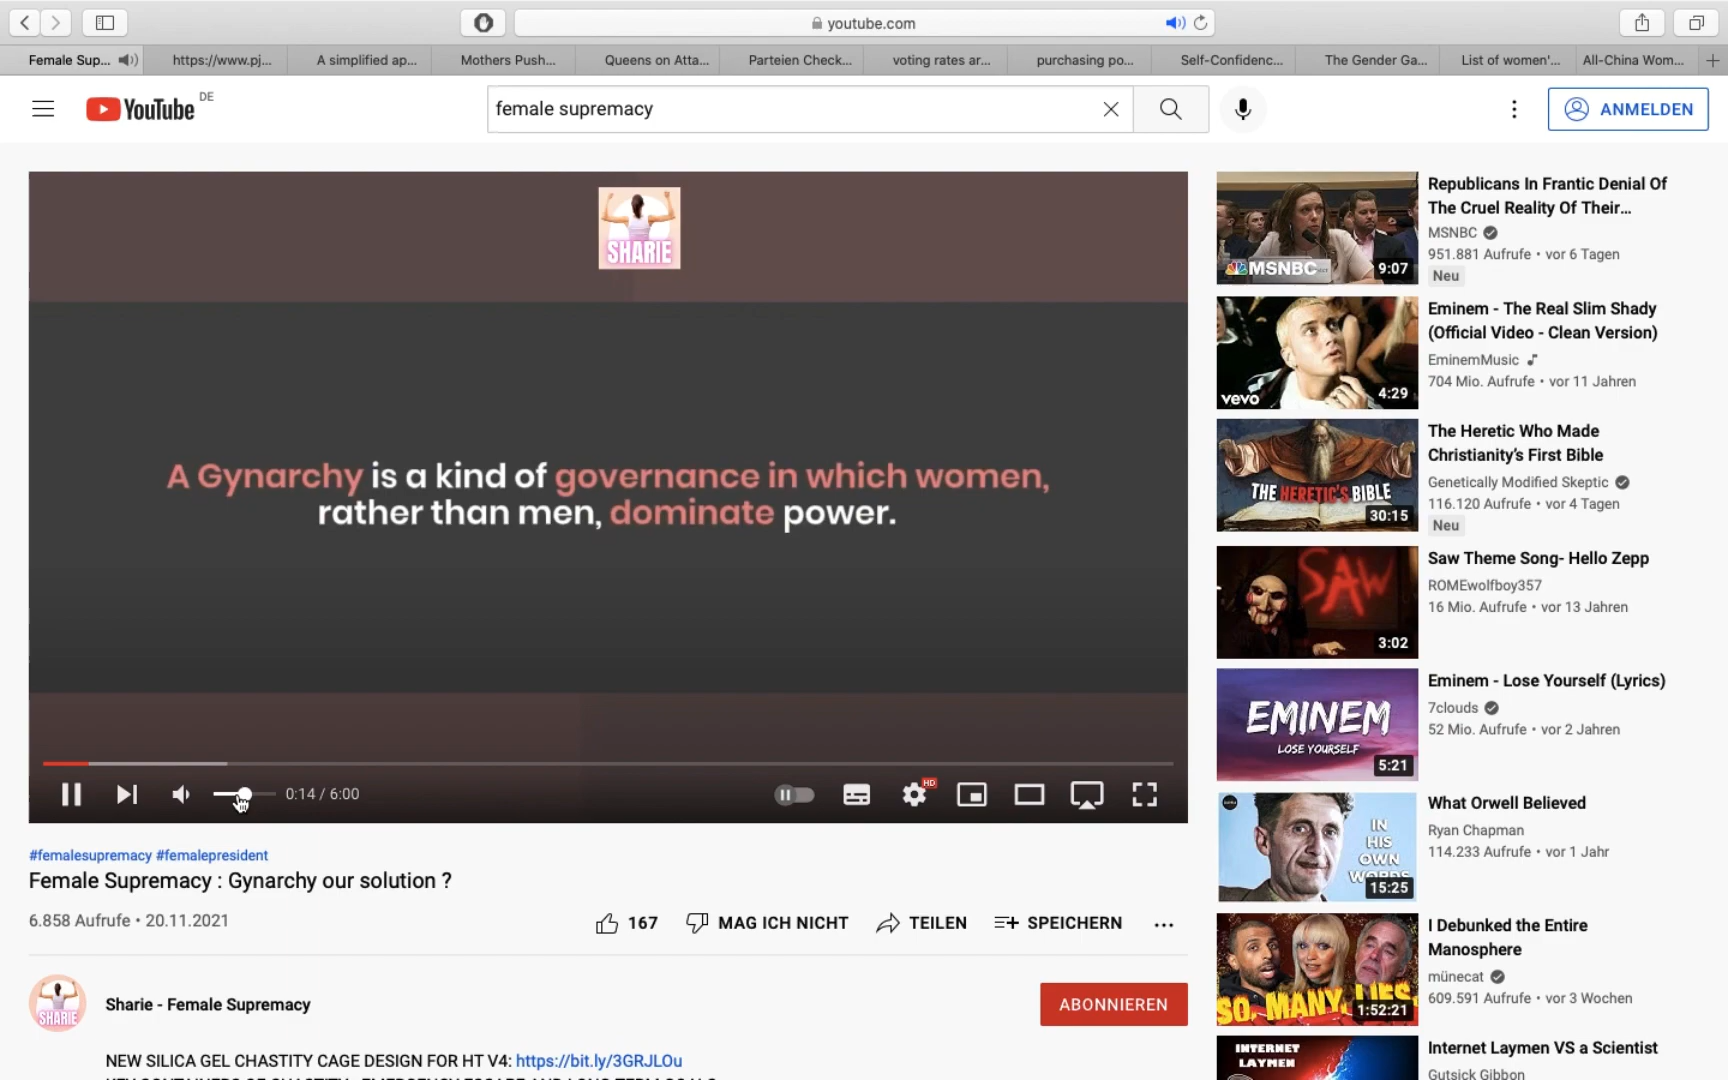 youtube.com
Female Sup...
https://www.pj...
A simplified ap...
Mothers Push...
Queens on Atta...
Parteien Check...
voting rates ar...
purchasing po...
Self-Confidenc...
The Gender Ga...
List of women'...
All-China Wom...
YouTube DE
female supremacy
ANMELDEN
SHARIE
A Gynarchy is a kind of governance in which women,
rather than men, dominate power.
0:14 / 6:00
HD
#femalesupremacy #femalepresident
Female Supremacy : Gynarchy our solution ?
6.858 Aufrufe • 20.11.2021
167
MAG ICH NICHT
TEILEN
SPEICHERN
SHARIE
Sharie - Female Supremacy
ABONNIEREN
NEW SILICA GEL CHASTITY CAGE DESIGN FOR HT V4: https://bit.ly/3GRJLOu
MSNBC
9:07
Republicans In Frantic Denial Of
The Cruel Reality Of Their...
MSNBC
951.881 Aufrufe • vor 6 Tagen
Neu
vevo
4:29
Eminem - The Real Slim Shady
(Official Video - Clean Version)
EminemMusic
704 Mio. Aufrufe • vor 11 Jahren
THE HERETIC'S BIBLE
30:15
The Heretic Who Made
Christianity's First Bible
Genetically Modified Skeptic
116.120 Aufrufe • vor 4 Tagen
Neu
SAW
3:02
Saw Theme Song- Hello Zepp
ROMEwolfboy357
16 Mio. Aufrufe • vor 13 Jahren
EMINEM
LOSE YOURSELF
5:21
Eminem - Lose Yourself (Lyrics)
7clouds
52 Mio. Aufrufe • vor 2 Jahren
IN
HIS
OWN
WORDS
15:25
What Orwell Believed
Ryan Chapman
114.233 Aufrufe • vor 1 Jahr
SO. MANY. LIES.
1:52:21
I Debunked the Entire
Manosphere
münecat
609.591 Aufrufe • vor 3 Wochen
INTERNET
LAYMEN
Internet Laymen VS a Scientist
Gutsick Gibbon